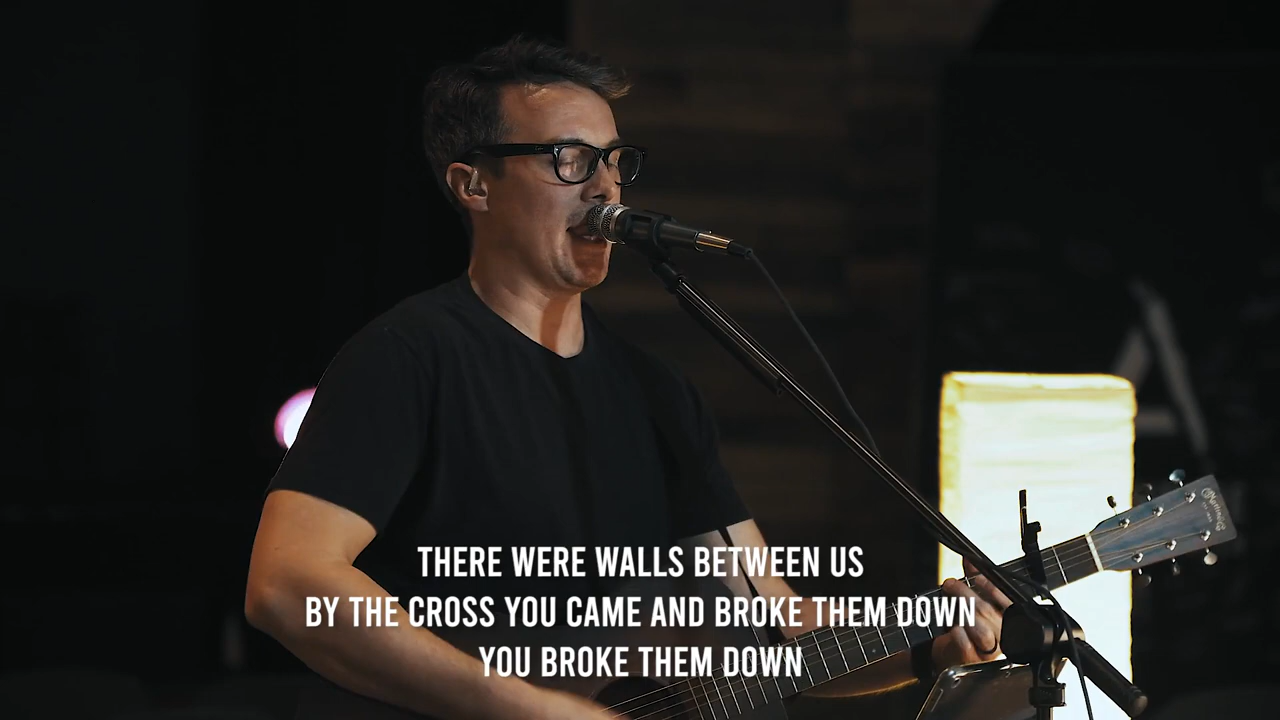 THERE WERE WALLS BETWEEN US
BY THE CROSS YOU CAME AND BROKE THEM DOWN
YOU BROKE THEM DOWN